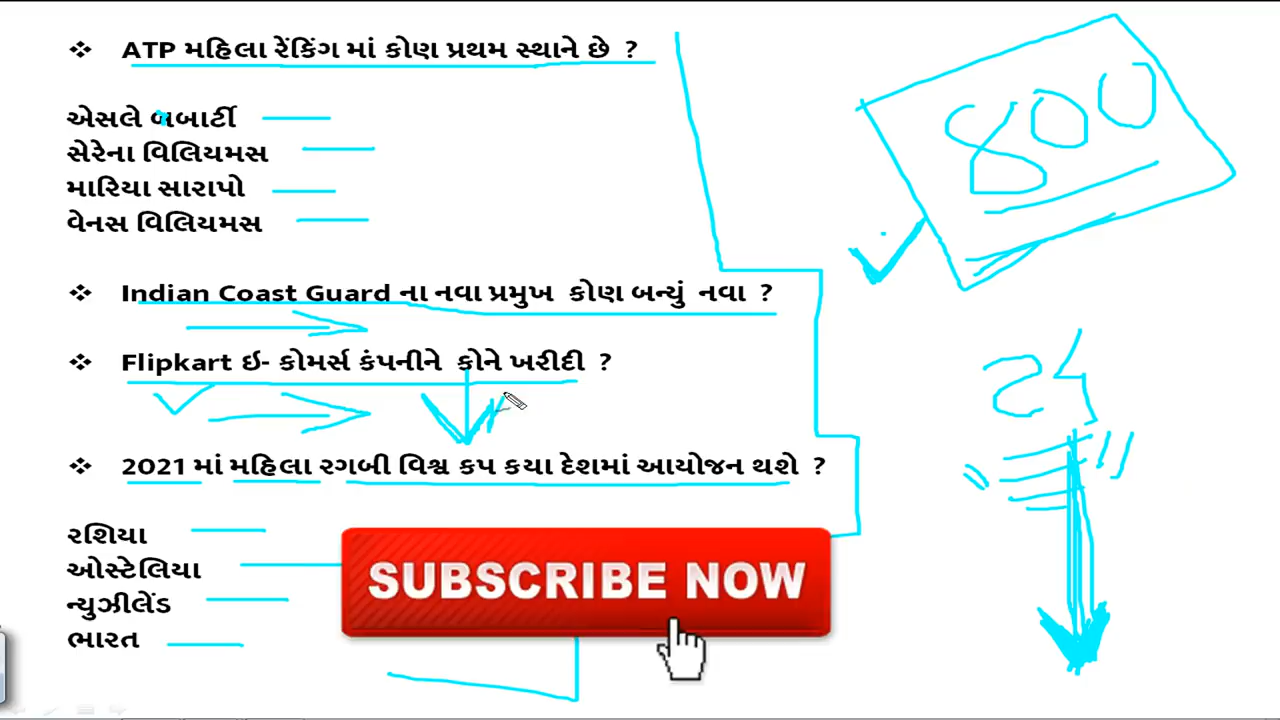 ❖ ATP મહિલા રેંકિંગ માં કોણ પ્રથમ સ્થાને છે ?
એસલે બબાર્ટી
સેરેના વિલિયમસ
મારિયા સારાપો
વેનસ વિલિયમસ
❖ Indian Coast Guard ના નવા પ્રમુખ કોણ બન્યું નવા ?
❖ Flipkart ઇ- કોમર્સ કંપનીને કોને ખરીદી ?
❖ 2021 માં મહિલા રગબી વિશ્વ કપ કયા દેશમાં આયોજન થશે ?
રશિયા
ઓસ્ટેલિયા
ન્યુઝીલેંડ
ભારત
SUBSCRIBE NOW
800